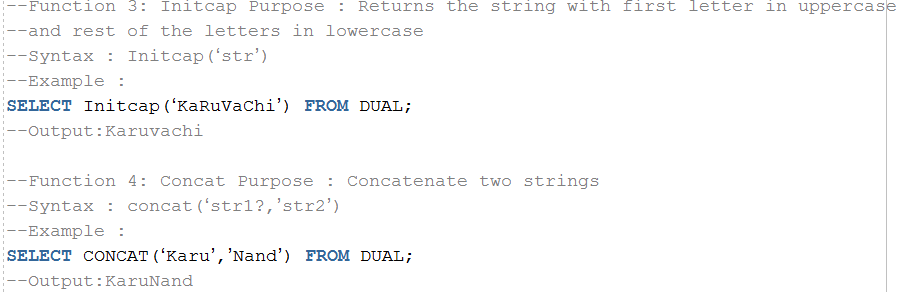 --Function 3: Initcap Purpose : Returns the string with first letter in uppercase
--and rest of the letters in lowercase
--Syntax : Initcap(‘str’)
--Example :
SELECT Initcap(‘KaRuVaChi’) FROM DUAL;
--Output:Karuvachi
--Function 4: Concat Purpose : Concatenate two strings
--Syntax : concat(‘str1?,’str2’)
--Example :
SELECT CONCAT(‘Karu’,’Nand’) FROM DUAL;
--Output:KaruNand